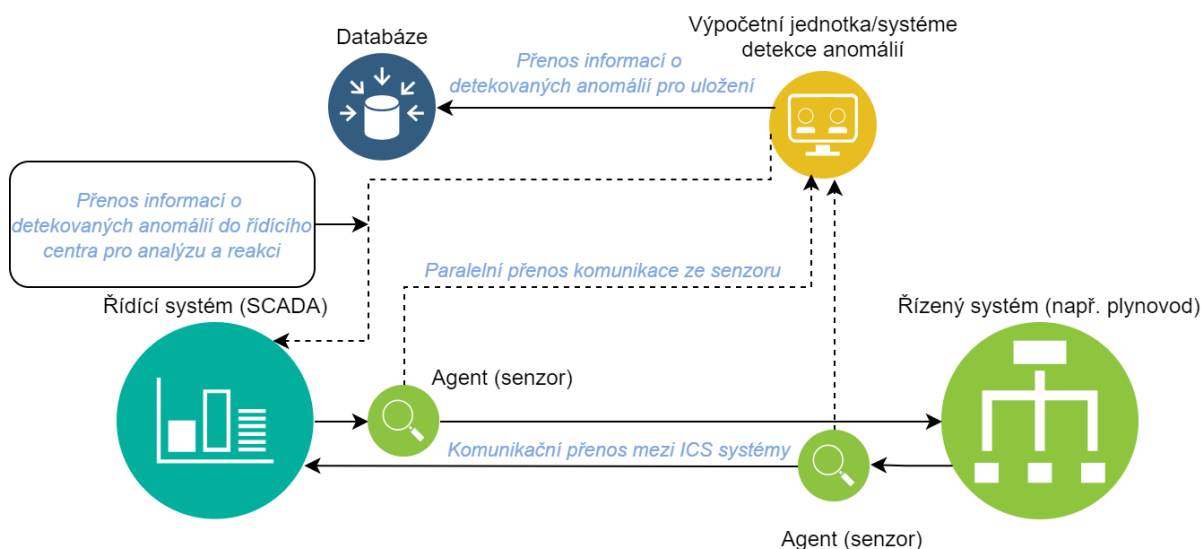 Databáze
Výpočetní jednotka/systéme
detekce anomálií
Přenos informací o
detekovaných anomálií pro uložení
Přenos informací o
detekovaných anomálií do řídícího
centra pro analýzu a reakci
Paralelní přenos komunikace ze senzoru
Řídící systém (SCADA)
Řízený systém (např. plynovod)
Agent (senzor)
Komunikační přenos mezi ICS systémy
Agent (senzor)